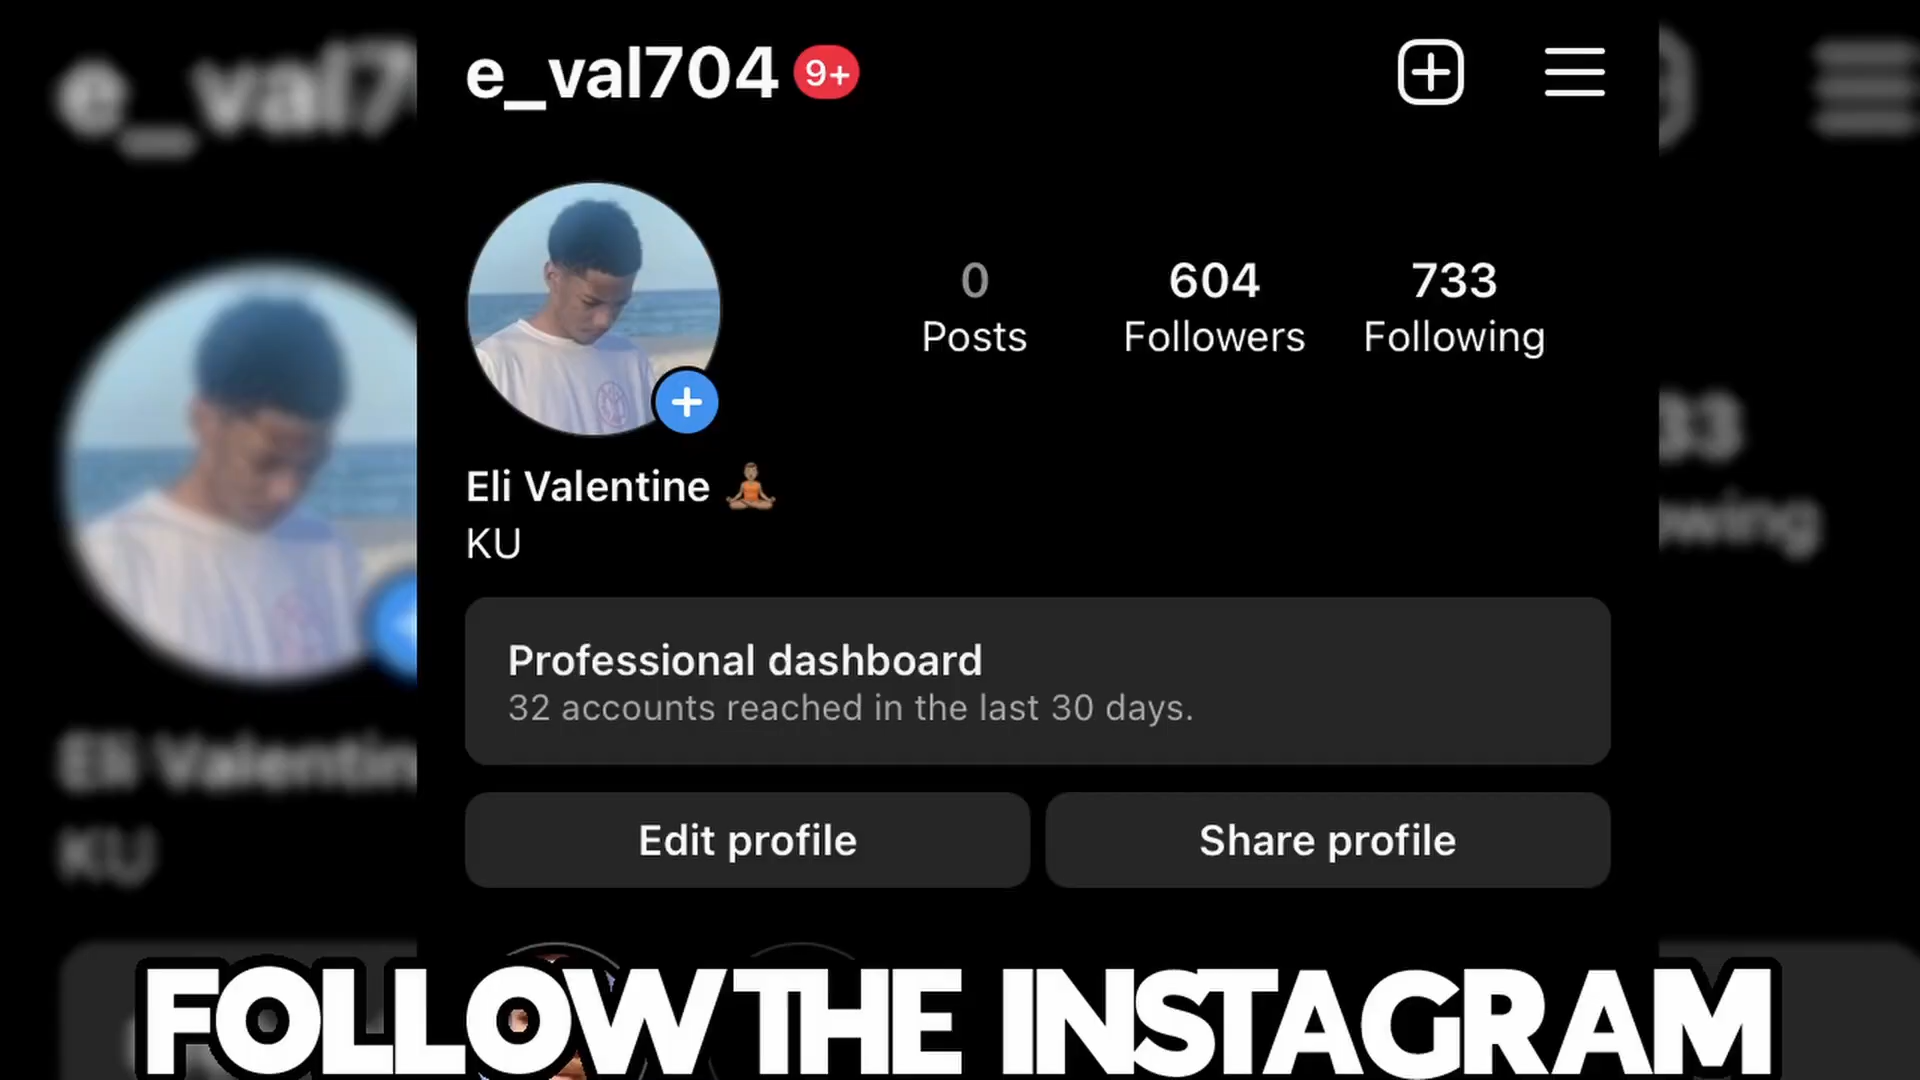 e_val704 9+
0 604 733
Posts Followers Following
Eli Valentine 🧘🏽
KU
Professional dashboard
32 accounts reached in the last 30 days.
Edit profile Share profile
FOLLOW THE INSTAGRAM